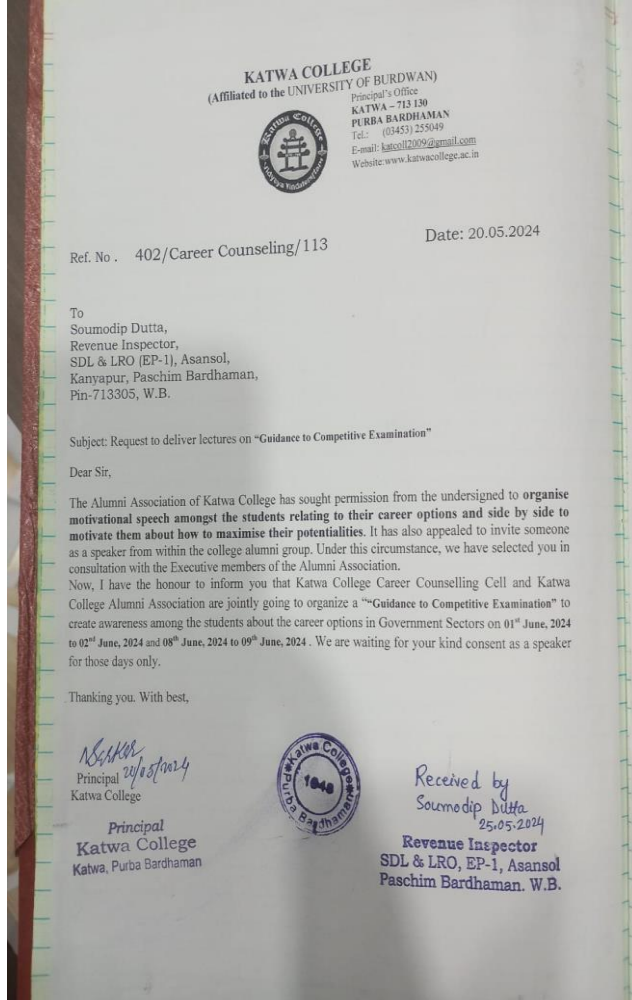 KATWA COLLEGE
(Affiliated to the UNIVERSITY OF BURDWAN)
Principal's Office
KATWA – 713 130
PURBA BARDHAMAN
Tel.: (03453) 255049
E-mail: katcoll2009@gmail.com
Website:www.katwacollege.ac.in
Katwa College
Ref. No . 402/Career Counseling/113
Date: 20.05.2024
To
Soumodip Dutta,
Revenue Inspector,
SDL & LRO (EP-1), Asansol,
Kanyapur, Paschim Bardhaman,
Pin-713305, W.B.
Subject: Request to deliver lectures on “Guidance to Competitive Examination”
Dear Sir,
The Alumni Association of Katwa College has sought permission from the undersigned to organise
motivational speech amongst the students relating to their career options and side by side to
motivate them about how to maximise their potentialities. It has also appealed to invite someone
as a speaker from within the college alumni group. Under this circumstance, we have selected you in
consultation with the Executive members of the Alumni Association.
Now, I have the honour to inform you that Katwa College Career Counselling Cell and Katwa
College Alumni Association are jointly going to organize a “"Guidance to Competitive Examination” to
create awareness among the students about the career options in Government Sectors on 01st June, 2024
to 02nd June, 2024 and 08th June, 2024 to 09th June, 2024 . We are waiting for your kind consent as a speaker
for those days only.
Thanking you. With best,
Principal 20/05/2024
Katwa College
Principal
Katwa College
Katwa, Purba Bardhaman
Katwa College
1948
Purba Bardhaman
Received by
Soumodip Dutta
25.05.2024
Revenue Inspector
SDL & LRO, EP-1, Asansol
Paschim Bardhaman. W.B.